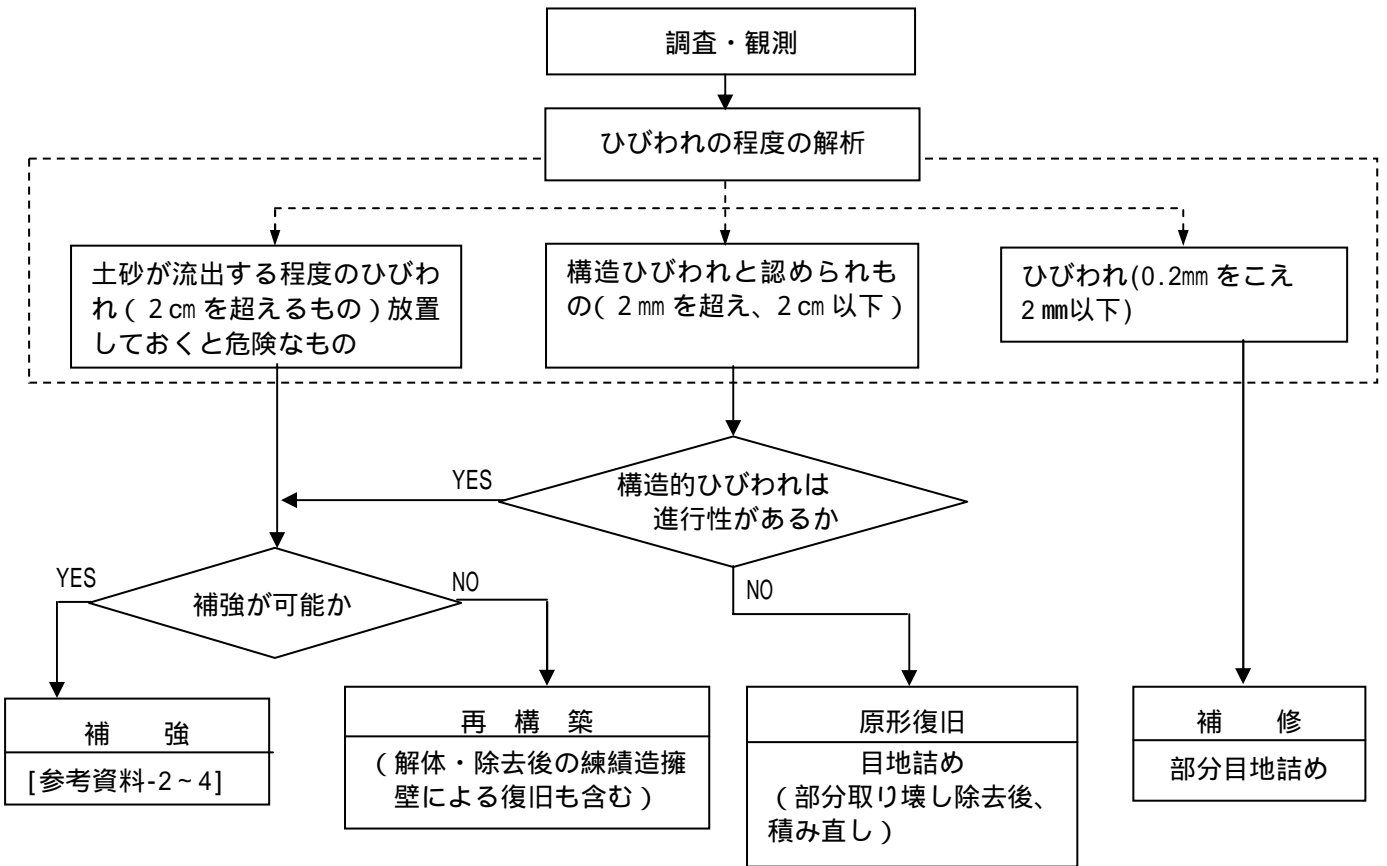 調査・観測
ひびわれの程度の解析
土砂が流出する程度のひびわ
れ(2㎝を超えるもの)放置
しておくと危険なもの
構造ひびわれと認められも
の(2㎜を超え、2㎝以下)
ひびわれ(0.2㎜をこえ
2㎜以下)
構造的ひびわれは
進行性があるか
YES
NO
補強が可能か
YES
NO
補 強
[参考資料-2~4]
再 構 築
(解体・除去後の練績造擁
壁による復旧も含む)
原形復旧
目地詰め
(部分取り壊し除去後、
積み直し)
補 修
部分目地詰め